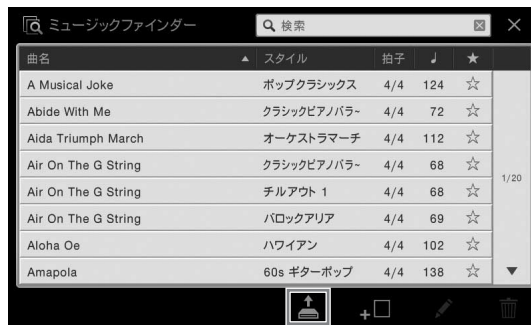 ミュージックファインダー 検索
曲名 ▲ スタイル 拍子 ♩ ★
A Musical Joke ポップクラシックス 4/4 124 ☆
Abide With Me クラシックピアノバラ~ 4/4 72 ☆
Aida Triumph March オーケストラマーチ 4/4 112 ☆
Air On The G String クラシックピアノバラ~ 4/4 68 ☆
Air On The G String チルアウト 1 4/4 68 ☆
1/20
Air On The G String バロックアリア 4/4 69 ☆
Aloha Oe ハワイアン 4/4 102 ☆
Amapola 60s ギターポップ 4/4 138 ☆ ▼